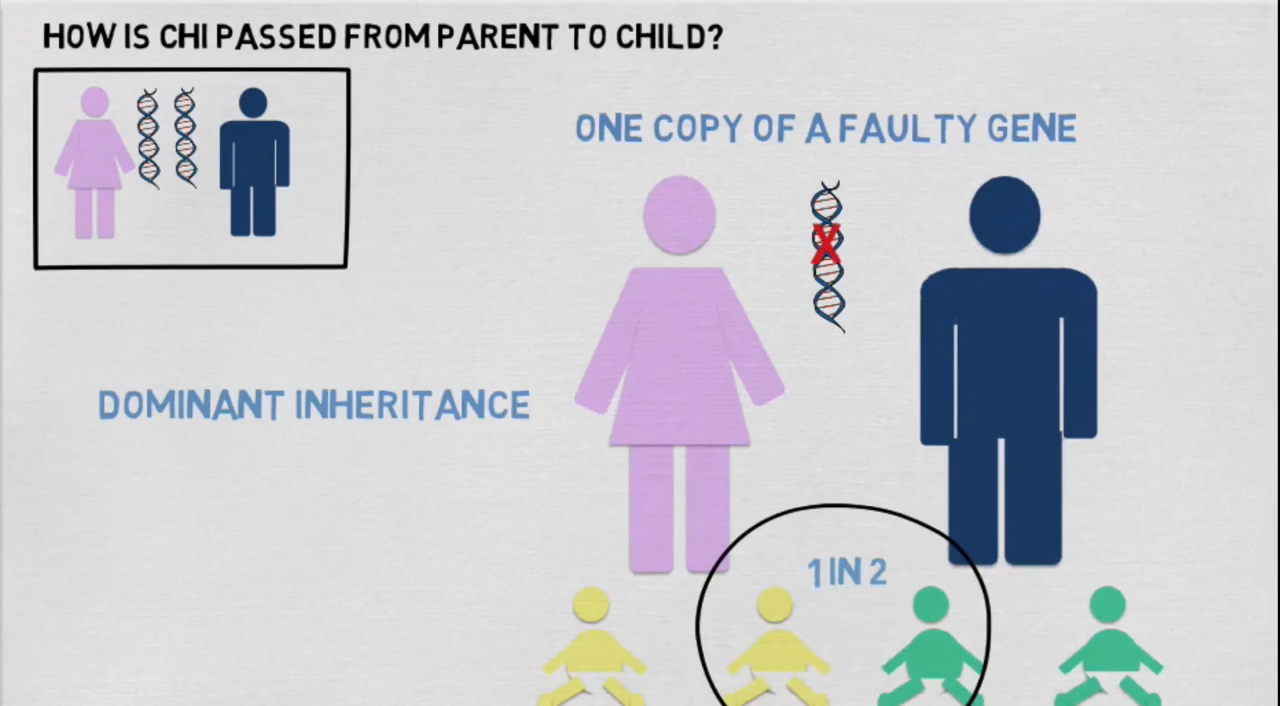 HOW IS CHI PASSED FROM PARENT TO CHILD?
ONE COPY OF A FAULTY GENE
X
DOMINANT INHERITANCE
1 IN 2